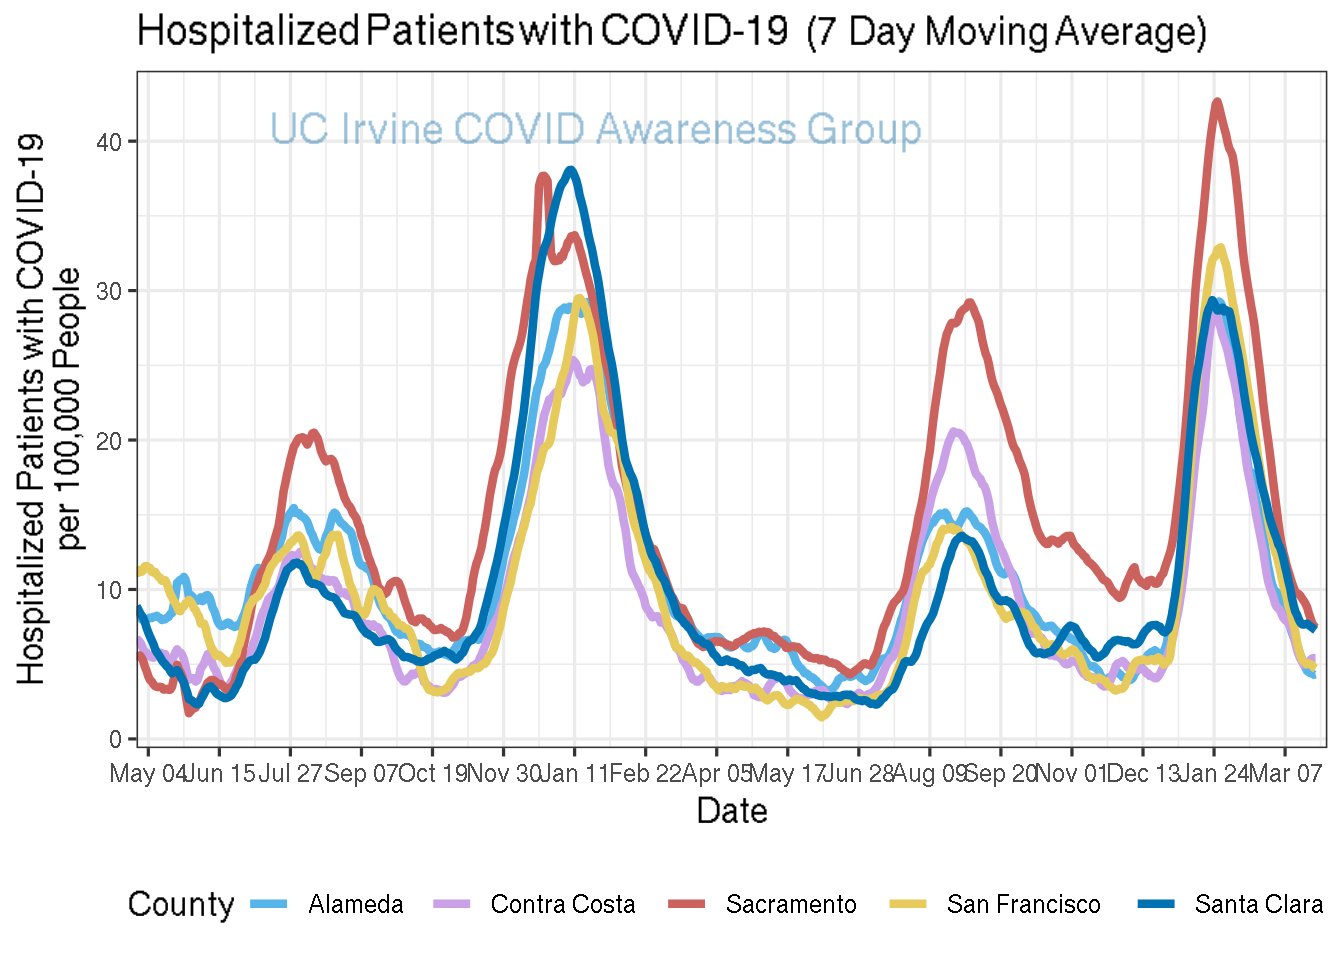 Hospitalized Patients with COVID-19 (7 Day Moving Average)
UC Irvine COVID Awareness Group
Hospitalized Patients with COVID-19
per 100,000 People
40
30
20
10
0
May 04 Jun 15 Jul 27 Sep 07 Oct 19 Nov 30 Jan 11 Feb 22 Apr 05 May 17 Jun 28 Aug 09 Sep 20 Nov 01 Dec 13 Jan 24 Mar 07
Date
County Alameda Contra Costa Sacramento San Francisco Santa Clara